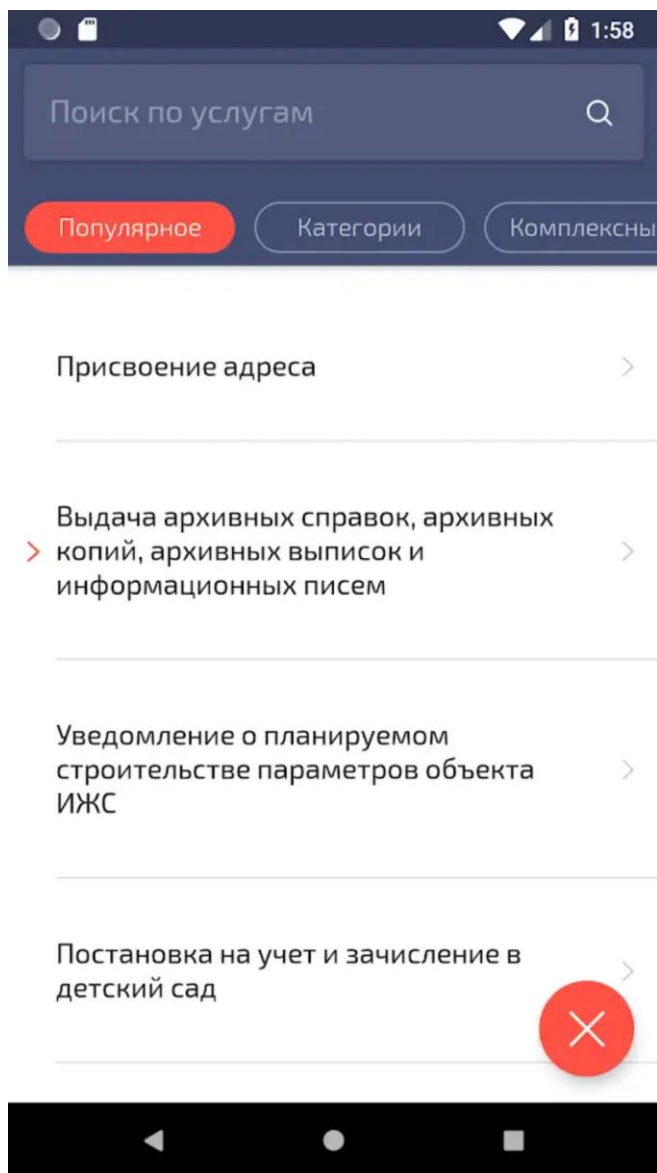 1:58
Поиск по услугам
Популярное
Категории
Комплексны
Присвоение адреса
Выдача архивных справок, архивных
копий, архивных выписок и
информационных писем
Уведомление о планируемом
строительстве параметров объекта
ИЖС
Постановка на учет и зачисление в
детский сад